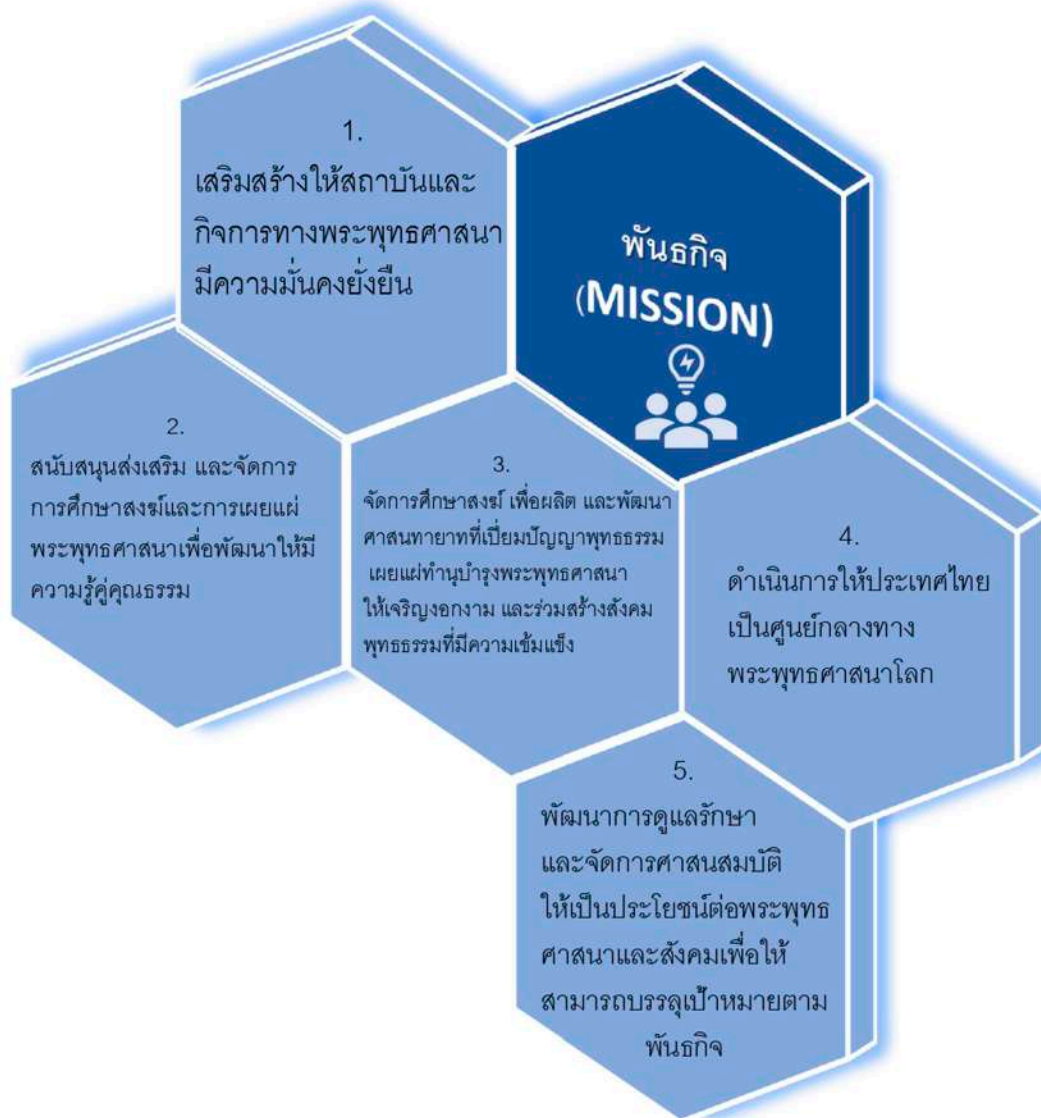 พันธกิจ
(MISSION)
1.
เสริมสร้างให้สถาบันและ
กิจการทางพระพุทธศาสนา
มีความมั่นคงยั่งยืน
2.
สนับสนุนส่งเสริม และจัดการ
การศึกษาสงฆ์และการเผยแผ่
พระพุทธศาสนาเพื่อพัฒนาให้มี
ความรู้คู่คุณธรรม
3.
จัดการศึกษาสงฆ์ เพื่อผลิต และพัฒนา
ศาสนทายาทที่เปี่ยมปัญญาพุทธธรรม
เผยแผ่ทำนุบำรุงพระพุทธศาสนา
ให้เจริญงอกงาม และร่วมสร้างสังคม
พุทธธรรมที่มีความเข้มแข็ง
4.
ดำเนินการให้ประเทศไทย
เป็นศูนย์กลางทาง
พระพุทธศาสนาโลก
5.
พัฒนาการดูแลรักษา
และจัดการศาสนสมบัติ
ให้เป็นประโยชน์ต่อพระพุทธ
ศาสนาและสังคมเพื่อให้
สามารถบรรลุเป้าหมายตาม
พันธกิจ